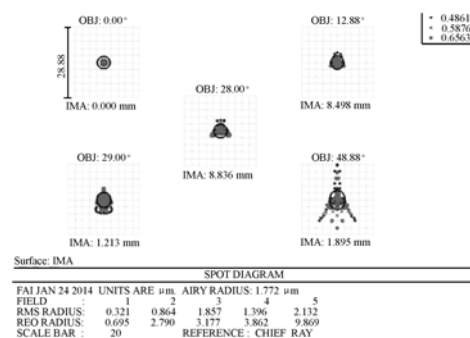 OBJ: 0.00°
OBJ: 12.88°
0.4861
0.5876
0.6563
28.88
IMA: 0.000 mm
IMA: 8.498 mm
OBJ: 28.00°
IMA: 8.836 mm
OBJ: 29.00°
OBJ: 48.88°
IMA: 1.213 mm
IMA: 1.895 mm
Surface: IMA
SPOT DIAGRAM
FAI JAN 24 2014 UNITS ARE μm. AIRY RADIUS: 1.772 μm
FIELD : 1 2 3 4 5
RMS RADIUS: 0.321 0.864 1.857 1.396 2.132
REO RADIUS: 0.695 2.790 3.177 3.862 9.869
SCALE BAR : 20 REFERENCE : CHIEF RAY